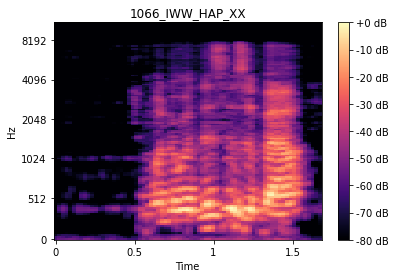 1066_IWW_HAP_XX
+0 dB
8192
-10 dB
4096
-20 dB
-30 dB
2048
Hz
-40 dB
1024
-50 dB
512
-60 dB
-70 dB
0
-80 dB
0
0.5
1
1.5
Time